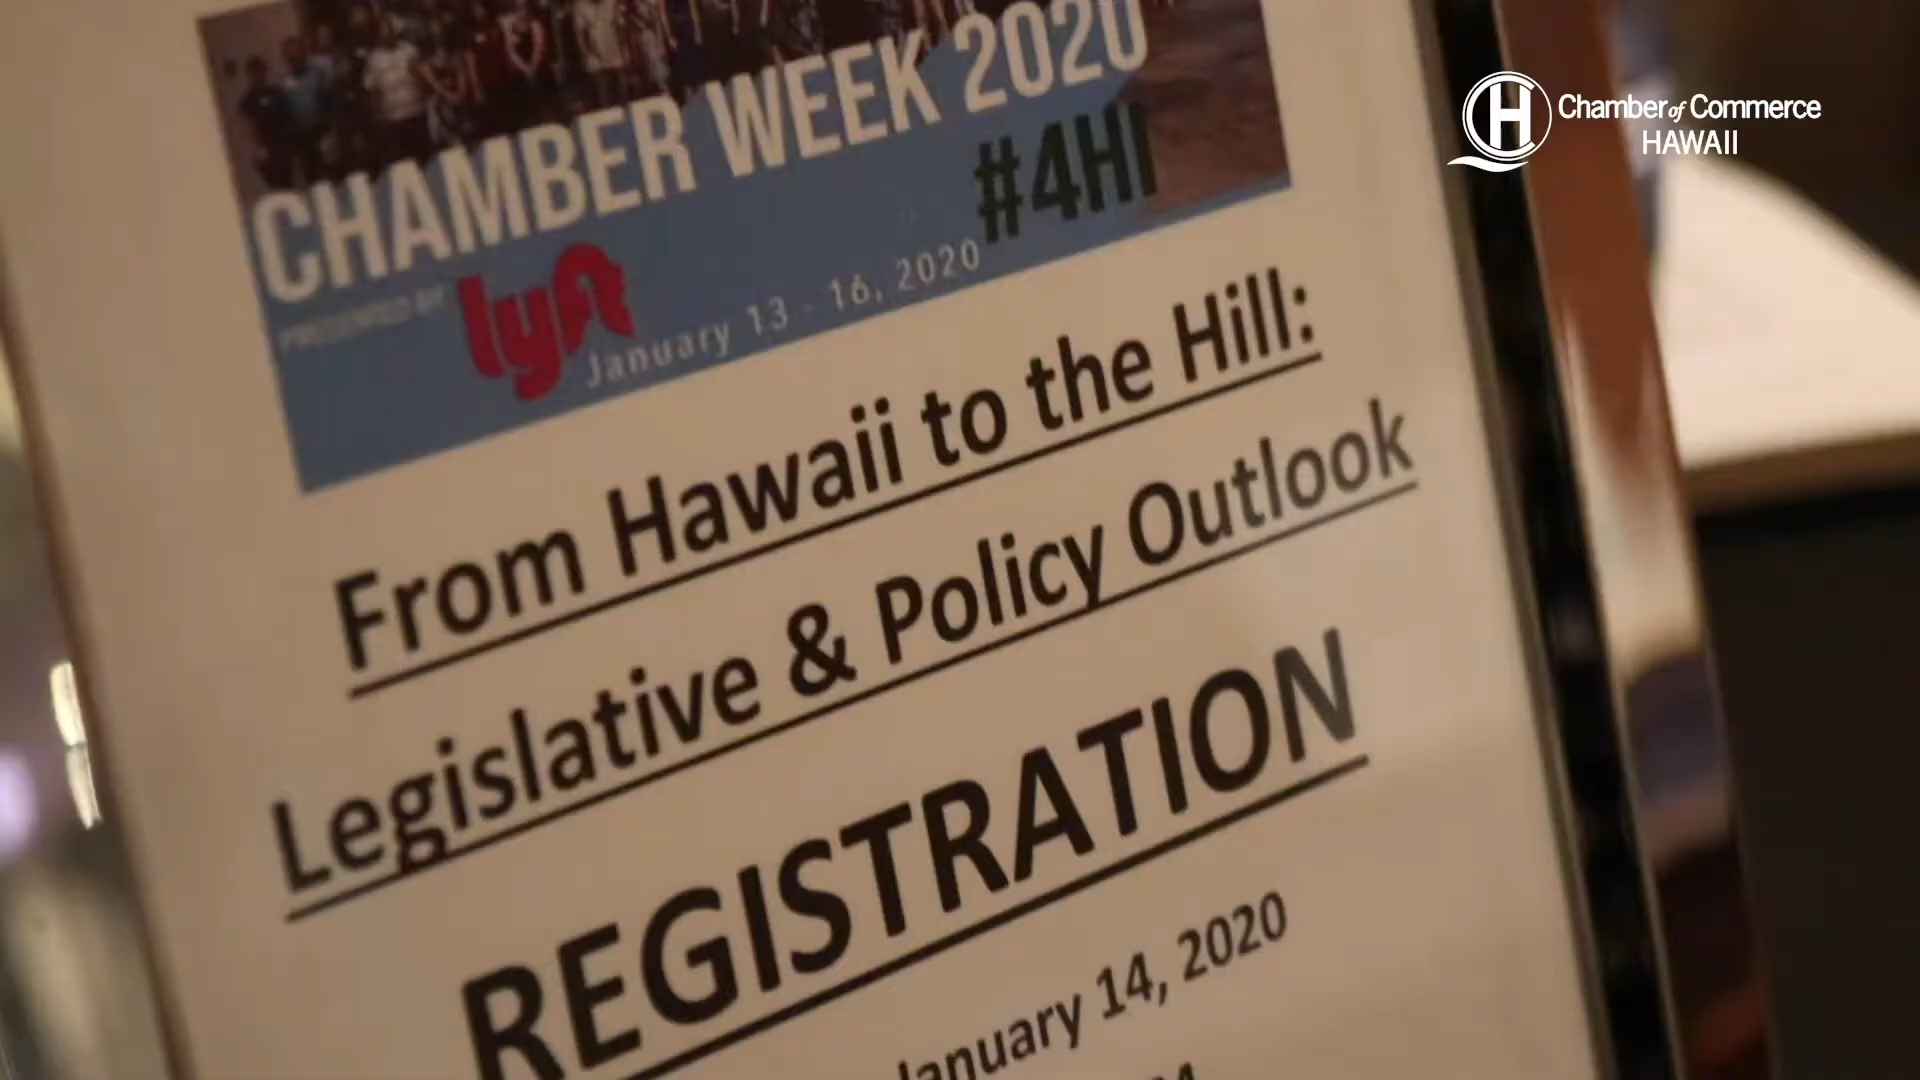 CHAMBER WEEK 2020
#4HI
PRESENTED BY lyft
January 13 - 16, 2020
From Hawaii to the Hill:
Legislative & Policy Outlook
REGISTRATION
January 14, 2020
H
Chamber of Commerce
HAWAII